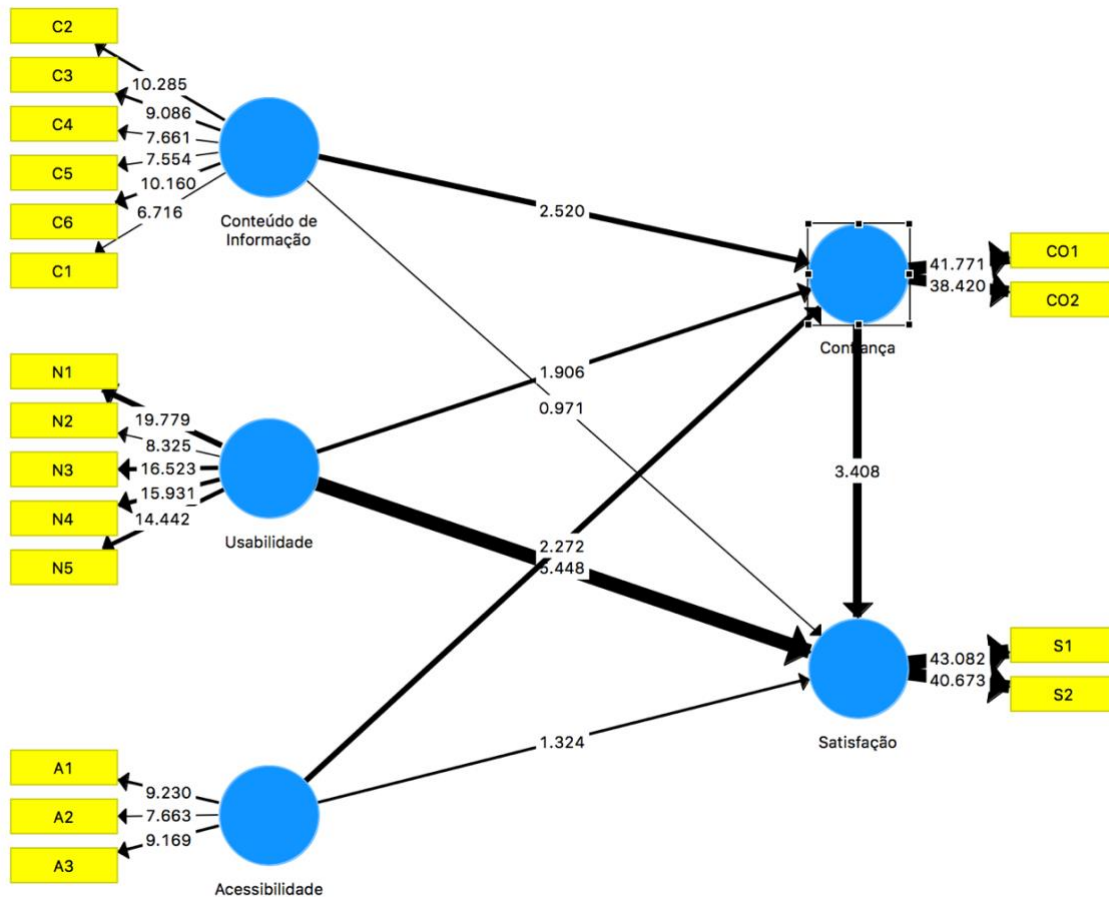 C2
C3
C4
C5
C6
C1
10.285
9.086
7.661
7.554
10.160
6.716
Conteúdo de
Informação
N1
N2
N3
N4
N5
19.779
8.325
16.523
15.931
14.442
Usabilidade
A1
A2
A3
9.230
7.663
9.169
Acessibilidade
2.520
1.906
0.971
2.272
5.448
1.324
3.408
Confiança
41.771
38.420
CO1
CO2
Satisfação
43.082
40.673
S1
S2